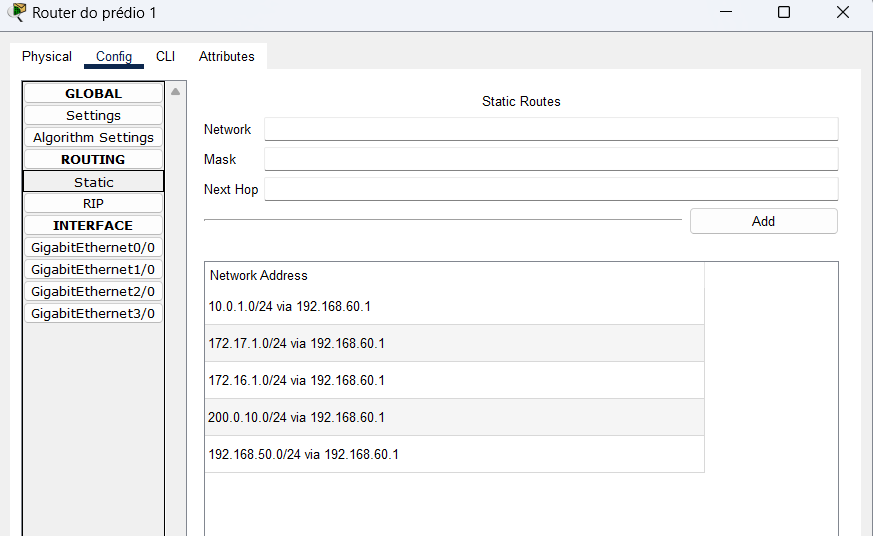 Router do prédio 1
Physical Config CLI Attributes
GLOBAL
Settings
Algorithm Settings
ROUTING
Static
RIP
INTERFACE
GigabitEthernet0/0
GigabitEthernet1/0
GigabitEthernet2/0
GigabitEthernet3/0
Static Routes
Network
Mask
Next Hop
Add
Network Address
10.0.1.0/24 via 192.168.60.1
172.17.1.0/24 via 192.168.60.1
172.16.1.0/24 via 192.168.60.1
200.0.10.0/24 via 192.168.60.1
192.168.50.0/24 via 192.168.60.1